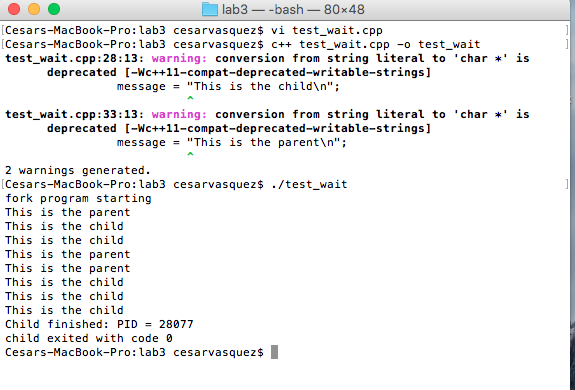 lab3 — -bash — 80×48
[Cesars-MacBook-Pro:lab3 cesarvasquez$ vi test_wait.cpp ]
[Cesars-MacBook-Pro:lab3 cesarvasquez$ c++ test_wait.cpp -o test_wait ]
test_wait.cpp:28:13: warning: conversion from string literal to 'char *' is
deprecated [-Wc++11-compat-deprecated-writable-strings]
message = "This is the child\n";
^
test_wait.cpp:33:13: warning: conversion from string literal to 'char *' is
deprecated [-Wc++11-compat-deprecated-writable-strings]
message = "This is the parent\n";
^
2 warnings generated.
[Cesars-MacBook-Pro:lab3 cesarvasquez$ ./test_wait ]
fork program starting
This is the parent
This is the child
This is the child
This is the parent
This is the parent
This is the child
This is the child
This is the child
Child finished: PID = 28077
child exited with code 0
Cesars-MacBook-Pro:lab3 cesarvasquez$